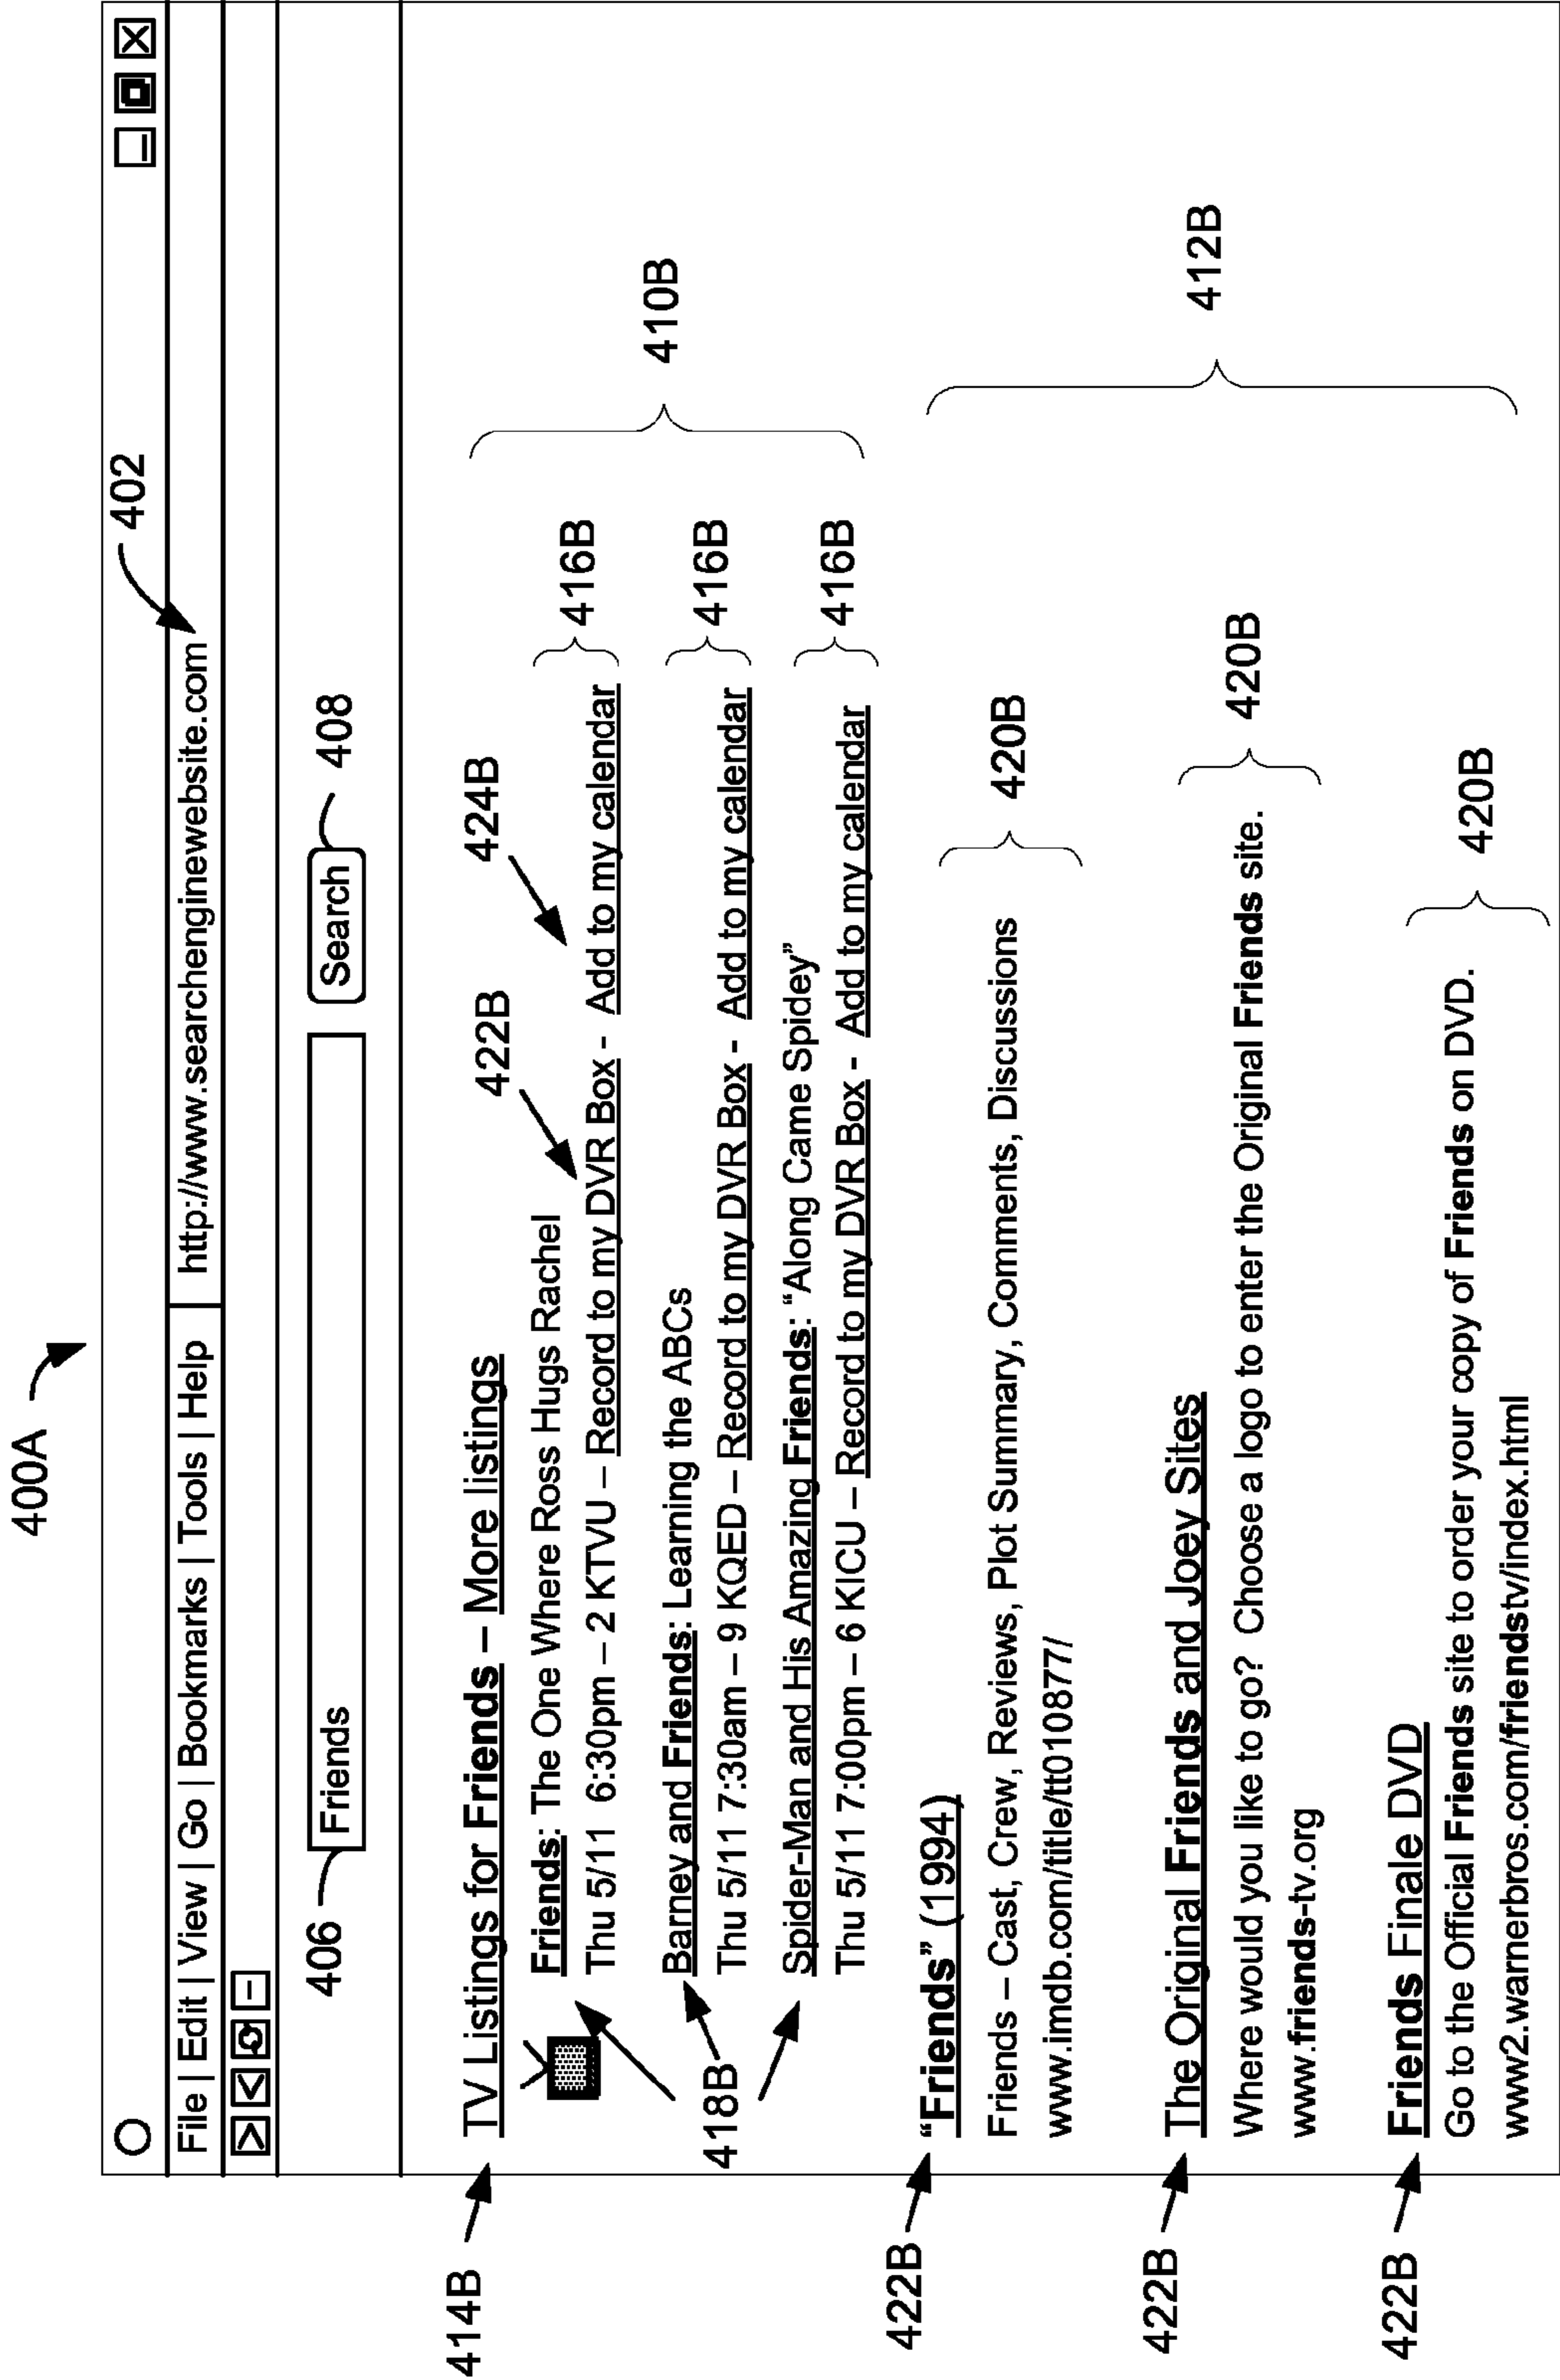 400A
402
File | Edit | View | Go | Bookmarks | Tools | Help http://www.searchenginewebsite.com
406 Friends Search 408
414B TV Listings for Friends – More listings
422B 424B
Friends: The One Where Ross Hugs Rachel
Thu 5/11 6:30pm – 2 KTVU – Record to my DVR Box - Add to my calendar 416B
410B
Barney and Friends: Learning the ABCs
Thu 5/11 7:30am – 9 KQED – Record to my DVR Box - Add to my calendar 416B
418B
Spider-Man and His Amazing Friends: “Along Came Spidey”
Thu 5/11 7:00pm – 6 KICU – Record to my DVR Box - Add to my calendar 416B
422B “Friends” (1994)
Friends – Cast, Crew, Reviews, Plot Summary, Comments, Discussions 420B
www.imdb.com/title/tt010877/
412B
422B The Original Friends and Joey Sites
Where would you like to go? Choose a logo to enter the Original Friends site. 420B
www.friends-tv.org
422B Friends Finale DVD
Go to the Official Friends site to order your copy of Friends on DVD. 420B
www2.warnerbros.com/friendstv/index.html